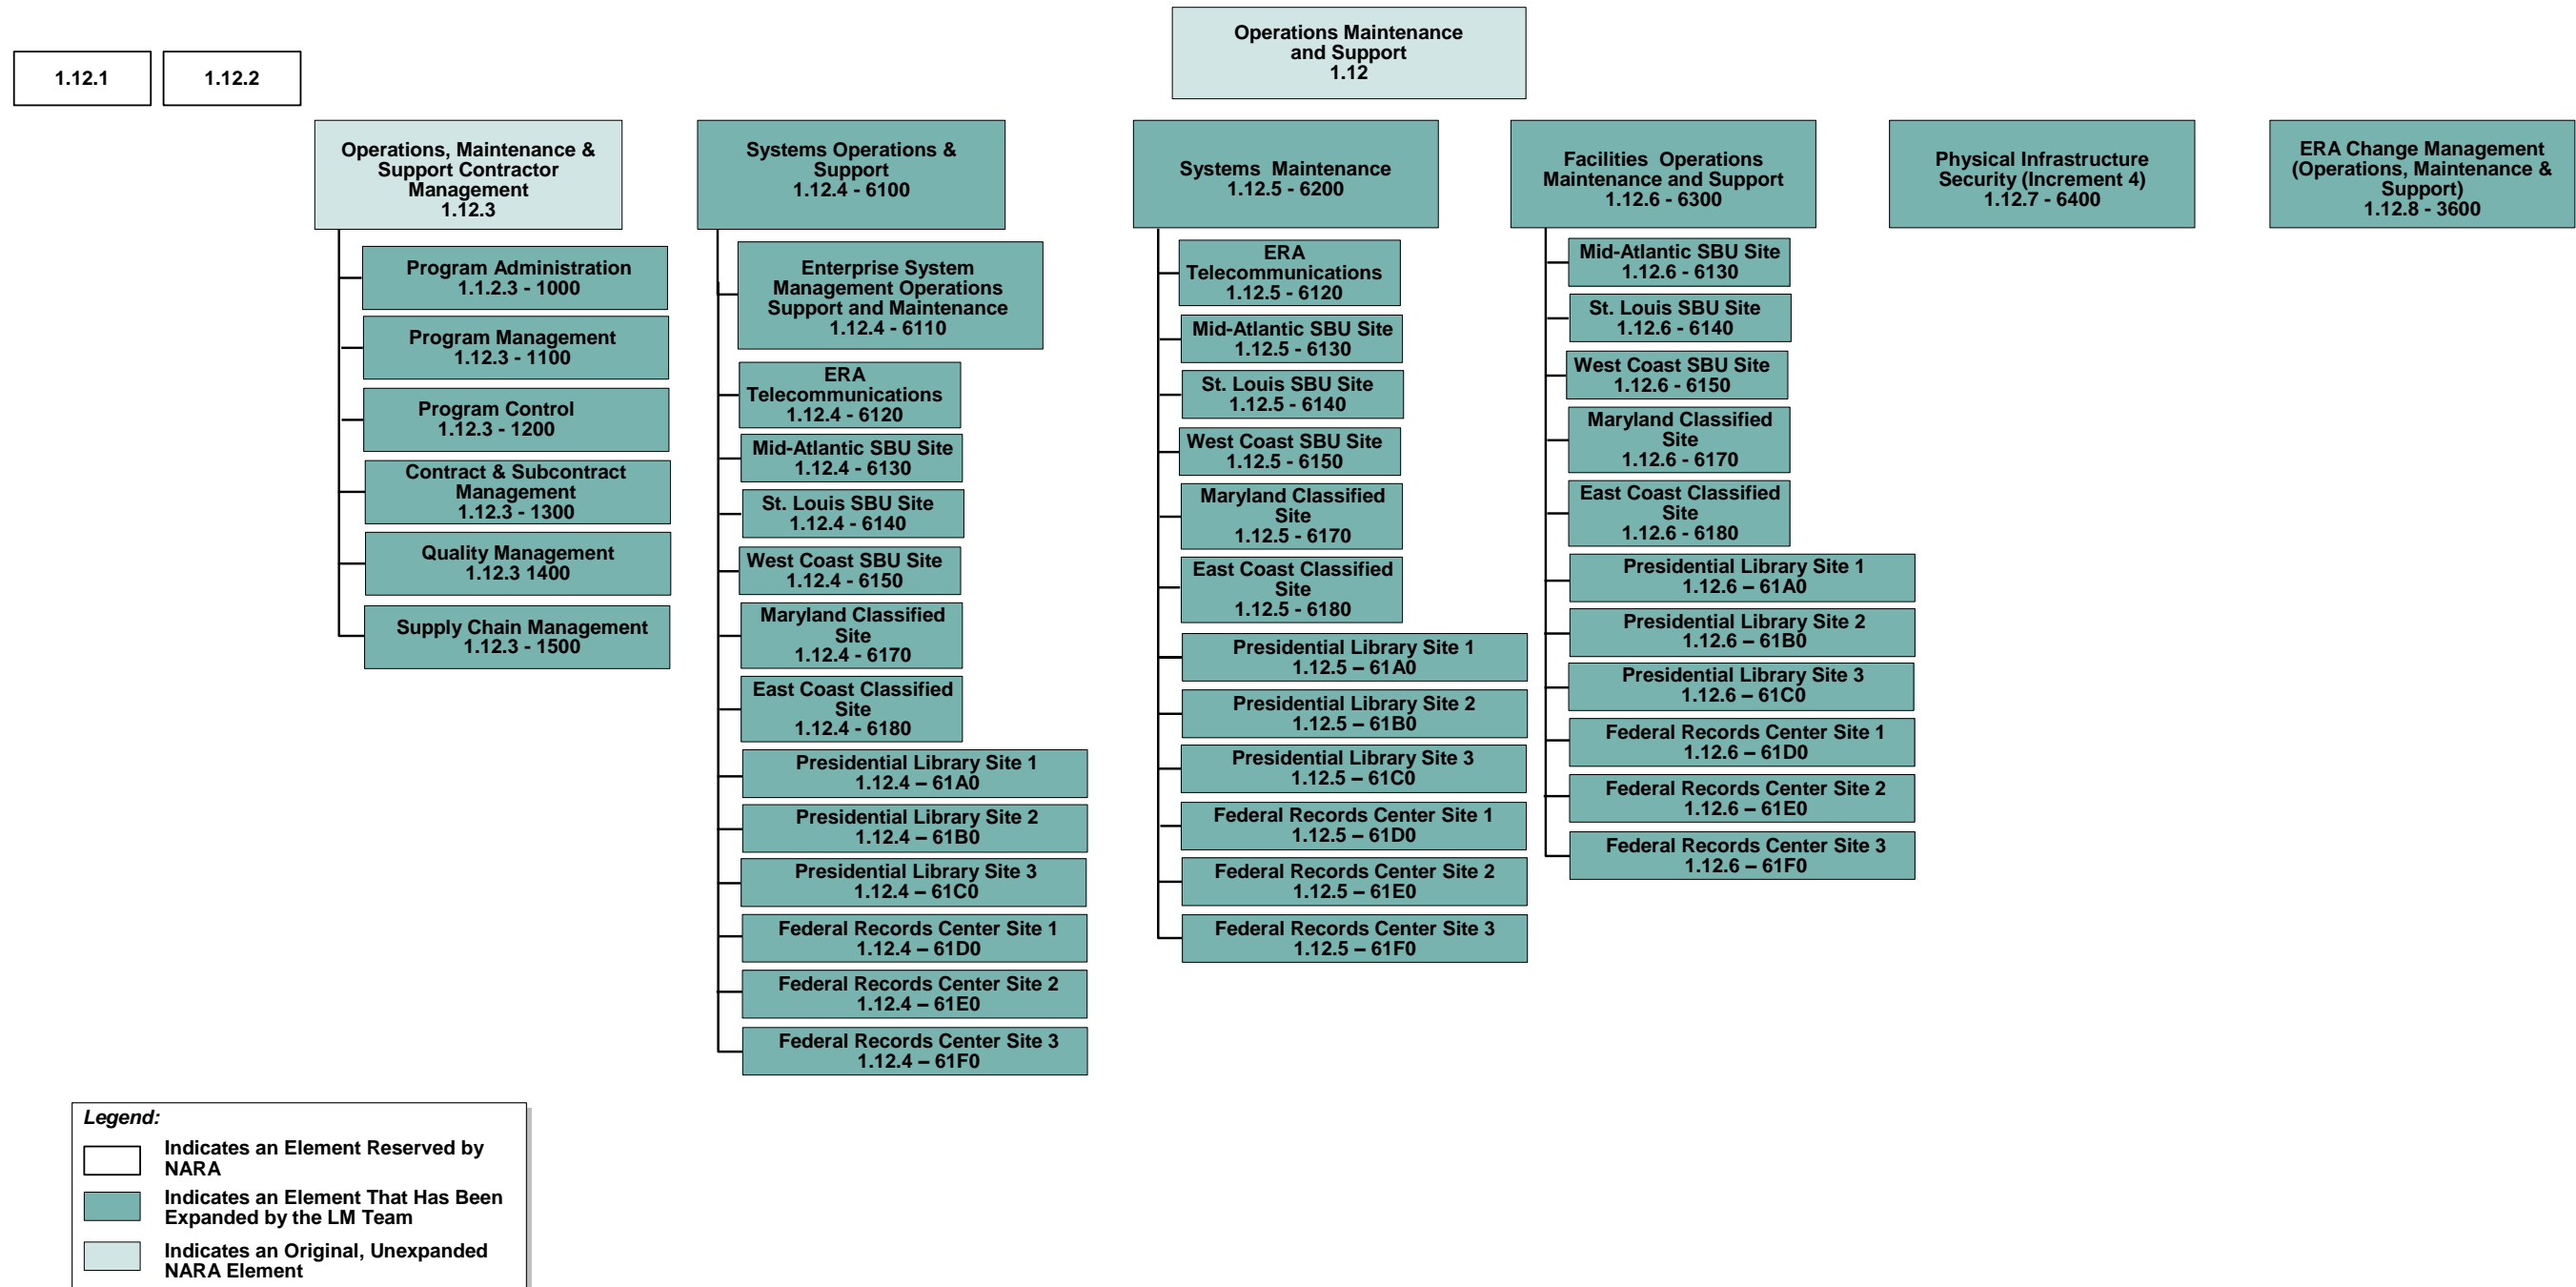 Operations Maintenance
and Support
1.12
1.12.1
1.12.2
Operations, Maintenance &
Support Contractor
Management
1.12.3
Program Administration
1.1.2.3 - 1000
Program Management
1.12.3 - 1100
Program Control
1.12.3 - 1200
Contract & Subcontract
Management
1.12.3 - 1300
Quality Management
1.12.3 1400
Supply Chain Management
1.12.3 - 1500
Systems Operations &
Support
1.12.4 - 6100
Enterprise System
Management Operations
Support and Maintenance
1.12.4 - 6110
ERA
Telecommunications
1.12.4 - 6120
Mid-Atlantic SBU Site
1.12.4 - 6130
St. Louis SBU Site
1.12.4 - 6140
West Coast SBU Site
1.12.4 - 6150
Maryland Classified
Site
1.12.4 - 6170
East Coast Classified
Site
1.12.4 - 6180
Presidential Library Site 1
1.12.4 – 61A0
Presidential Library Site 2
1.12.4 – 61B0
Presidential Library Site 3
1.12.4 – 61C0
Federal Records Center Site 1
1.12.4 – 61D0
Federal Records Center Site 2
1.12.4 – 61E0
Federal Records Center Site 3
1.12.4 – 61F0
Systems Maintenance
1.12.5 - 6200
ERA
Telecommunications
1.12.5 - 6120
Mid-Atlantic SBU Site
1.12.5 - 6130
St. Louis SBU Site
1.12.5 - 6140
West Coast SBU Site
1.12.5 - 6150
Maryland Classified
Site
1.12.5 - 6170
East Coast Classified
Site
1.12.5 - 6180
Presidential Library Site 1
1.12.5 – 61A0
Presidential Library Site 2
1.12.5 – 61B0
Presidential Library Site 3
1.12.5 – 61C0
Federal Records Center Site 1
1.12.5 – 61D0
Federal Records Center Site 2
1.12.5 – 61E0
Federal Records Center Site 3
1.12.5 – 61F0
Facilities Operations
Maintenance and Support
1.12.6 - 6300
Mid-Atlantic SBU Site
1.12.6 - 6130
St. Louis SBU Site
1.12.6 - 6140
West Coast SBU Site
1.12.6 - 6150
Maryland Classified
Site
1.12.6 - 6170
East Coast Classified
Site
1.12.6 - 6180
Presidential Library Site 1
1.12.6 – 61A0
Presidential Library Site 2
1.12.6 – 61B0
Presidential Library Site 3
1.12.6 – 61C0
Federal Records Center Site 1
1.12.6 – 61D0
Federal Records Center Site 2
1.12.6 – 61E0
Federal Records Center Site 3
1.12.6 – 61F0
Physical Infrastructure
Security (Increment 4)
1.12.7 - 6400
ERA Change Management
(Operations, Maintenance &
Support)
1.12.8 - 3600
Legend:
Indicates an Element Reserved by
NARA
Indicates an Element That Has Been
Expanded by the LM Team
Indicates an Original, Unexpanded
NARA Element